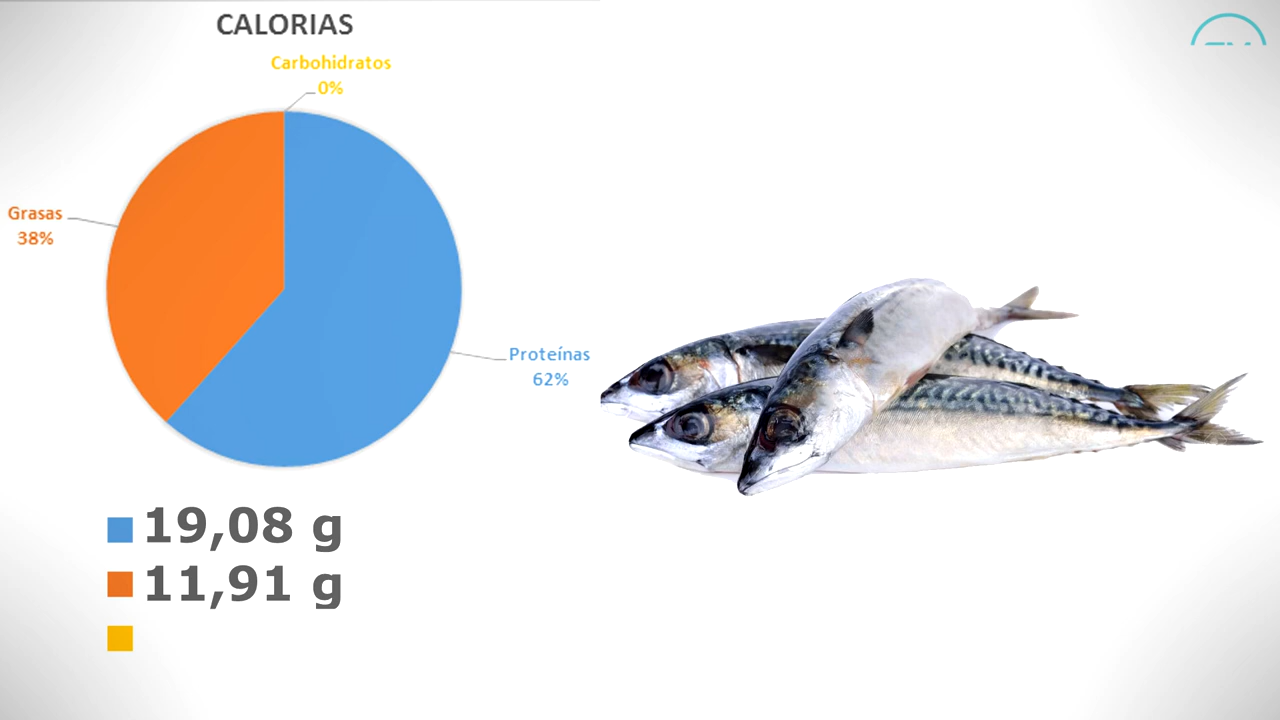 CALORIAS
Carbohidratos
0%
Grasas
38%
Proteínas
62%
19,08 g
11,91 g